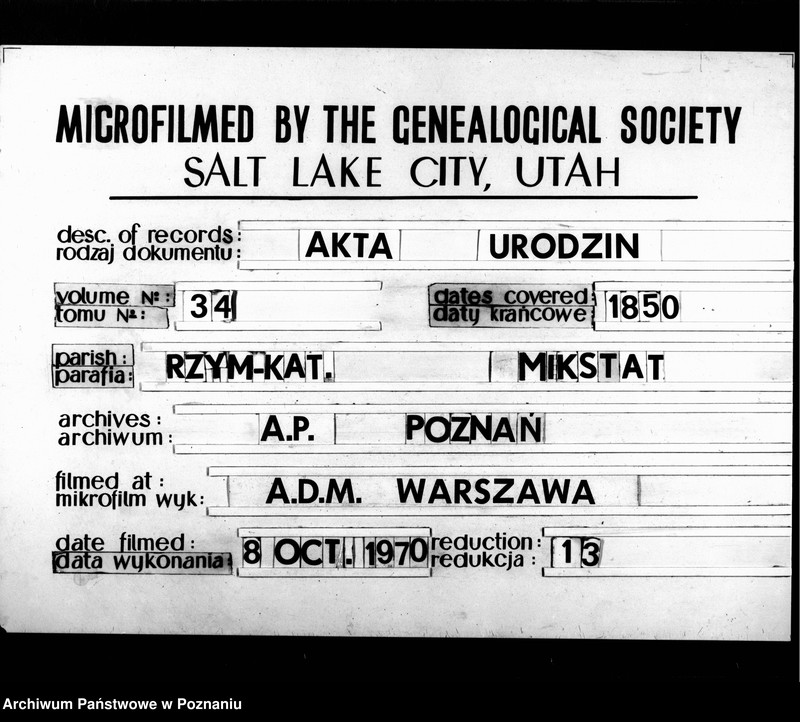 MICROFILMED BY THE GENEALOGICAL SOCIETY
SALT LAKE CITY, UTAH
desc. of records: AKTA URODZIN
rodzaj dokumentu:
volume №: 34 dates covered: 1850
tomu №: daty krańcowe:
parish: RZYM-KAT. MIKSTAT
parafia:
archives: A.P. POZNAŃ
archiwum:
filmed at: A.D.M. WARSZAWA
mikrofilm wyk:
date filmed: 8 OCT. 1970 reduction: 13
data wykonania: redukcja:
Archiwum Państwowe w Poznaniu